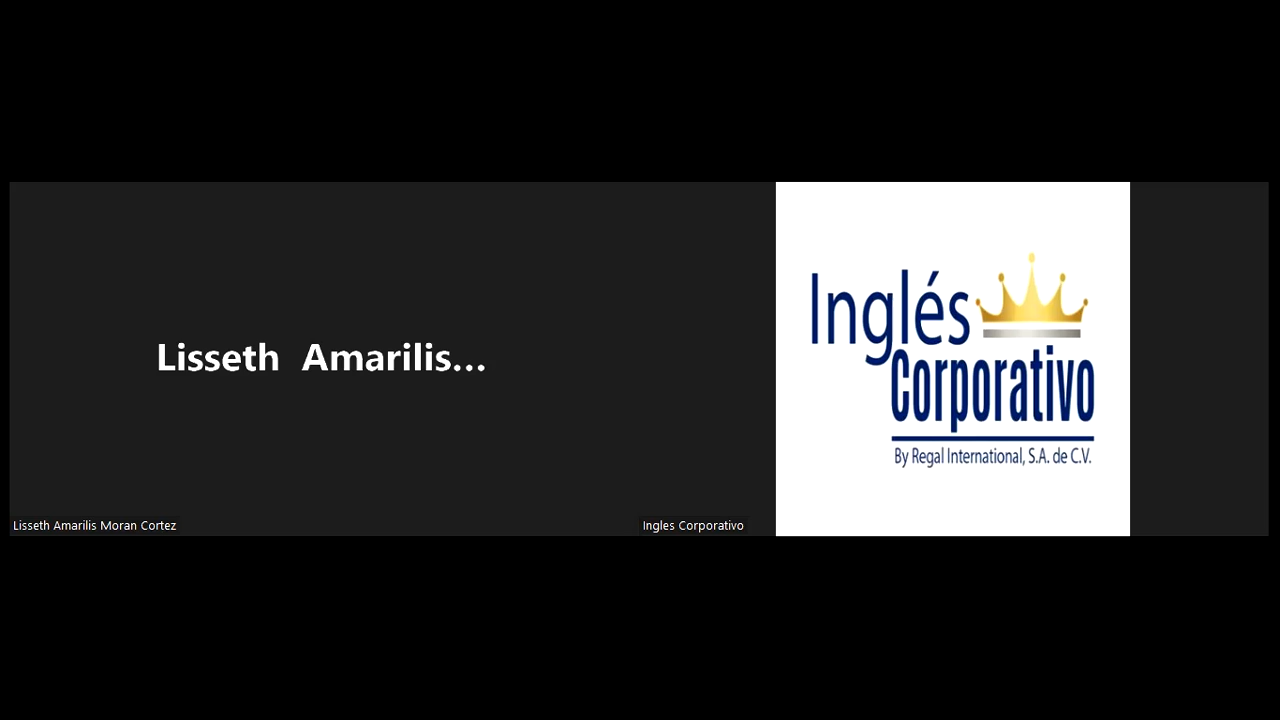 Lisseth Amarilis...
Lisseth Amarilis Moran Cortez
Ingles Corporativo
Inglés
Corporativo
By Regal International, S.A. de C.V.